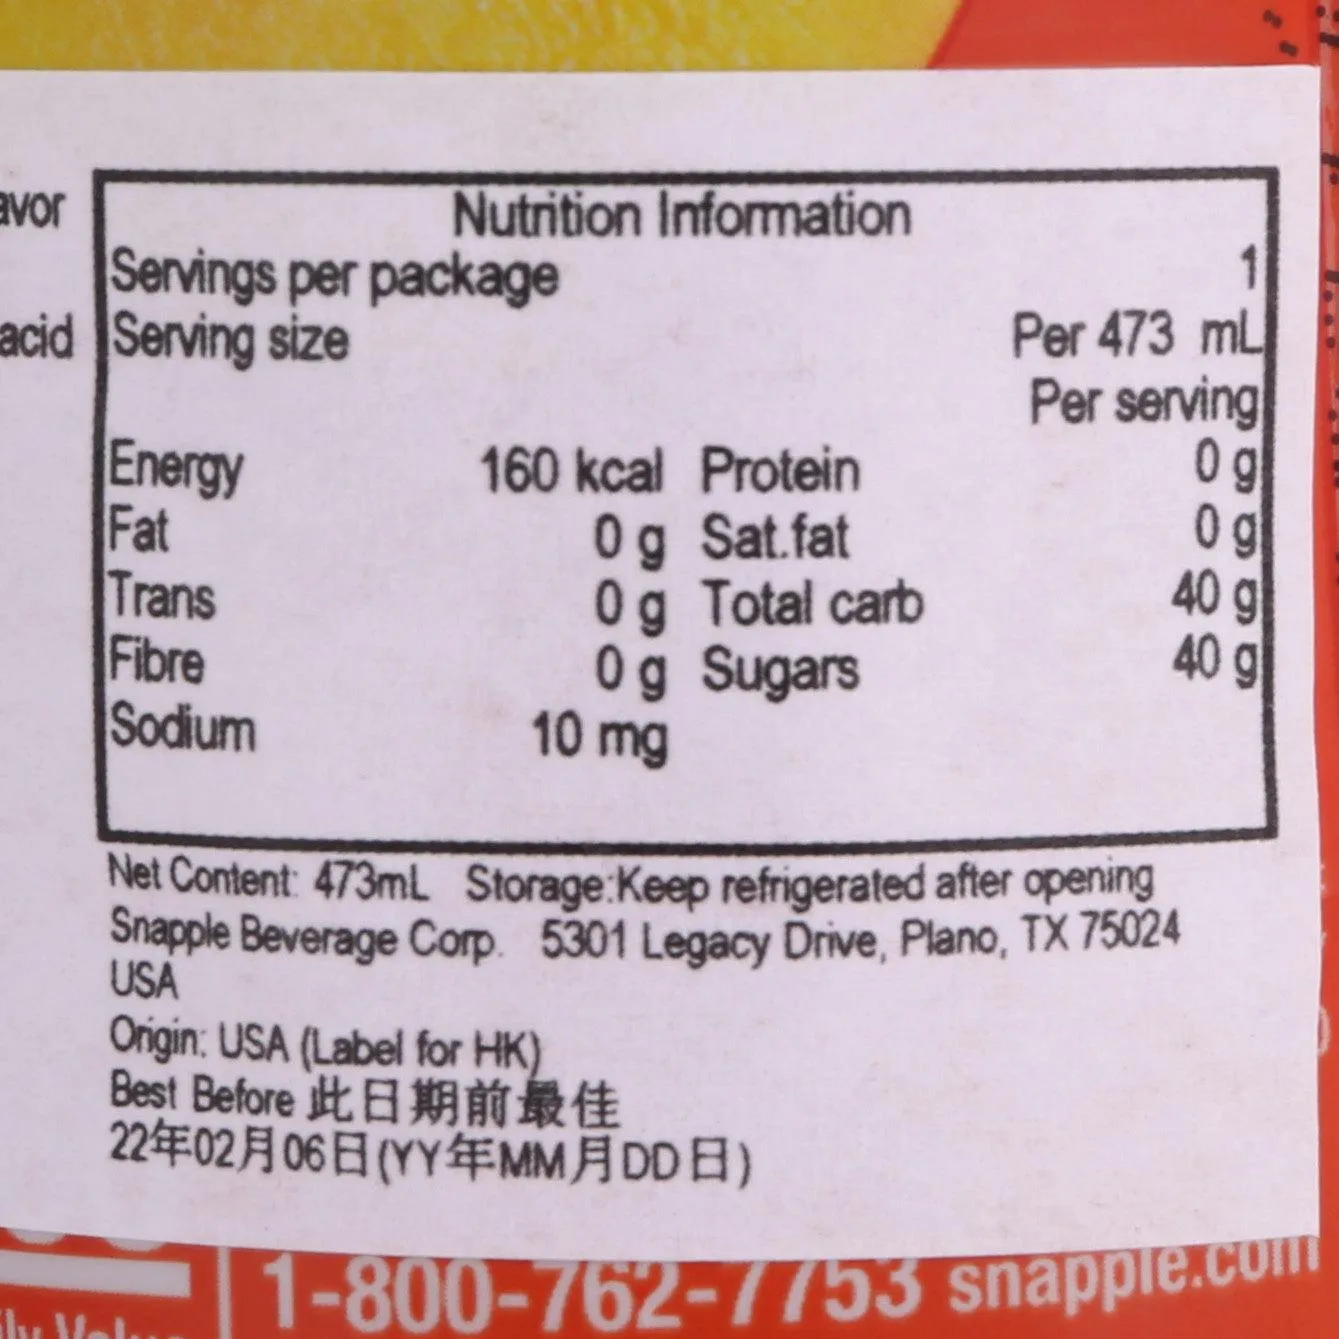 avor
acid
Nutrition Information
Servings per package 1
Serving size Per 473 mL
Per serving
Energy 160 kcal Protein 0 g
Fat 0 g Sat.fat 0 g
Trans 0 g Total carb 40 g
Fibre 0 g Sugars 40 g
Sodium 10 mg
Net Content: 473mL Storage:Keep refrigerated after opening
Snapple Beverage Corp. 5301 Legacy Drive, Plano, TX 75024
USA
Origin: USA (Label for HK)
Best Before 此日期前最佳
22年02月06日(YY年MM月DD日)
1-800-762-7753 snapple.com